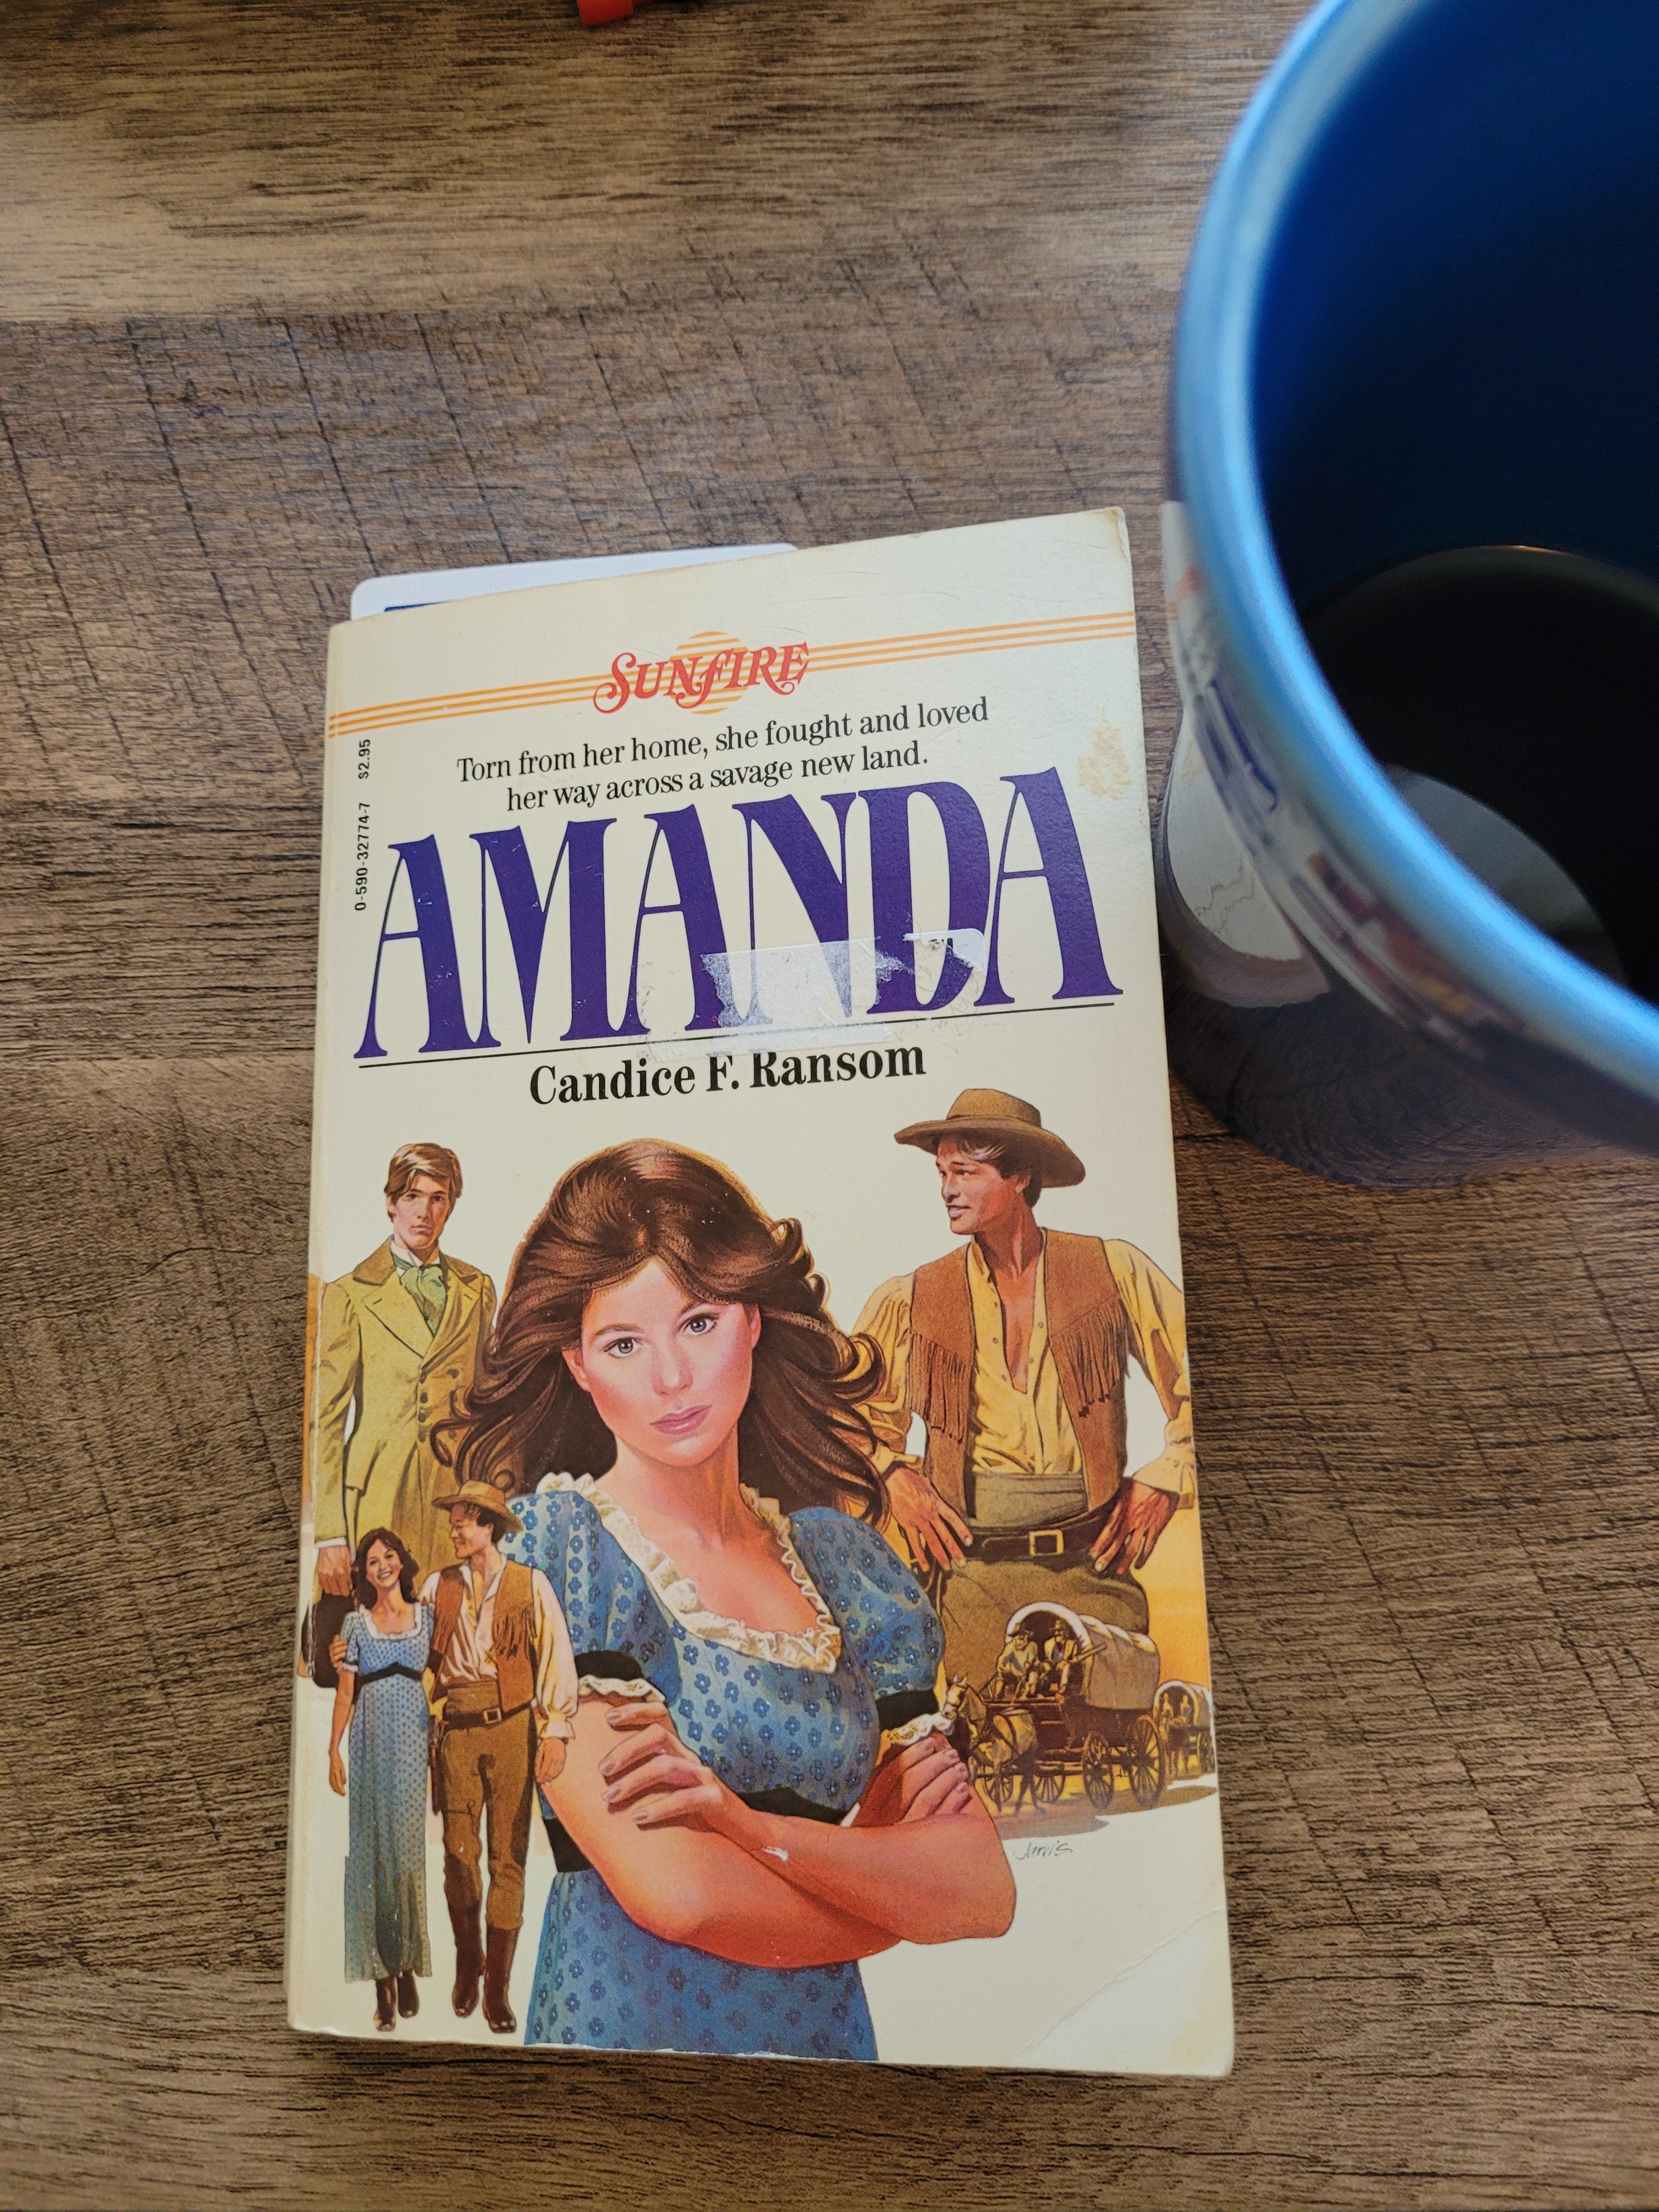 SUNFIRE
Torn from her home, she fought and loved
her way across a savage new land.
0-590-32774-7 $2.95
AMANDA
Candice F. Ransom
JARVIS